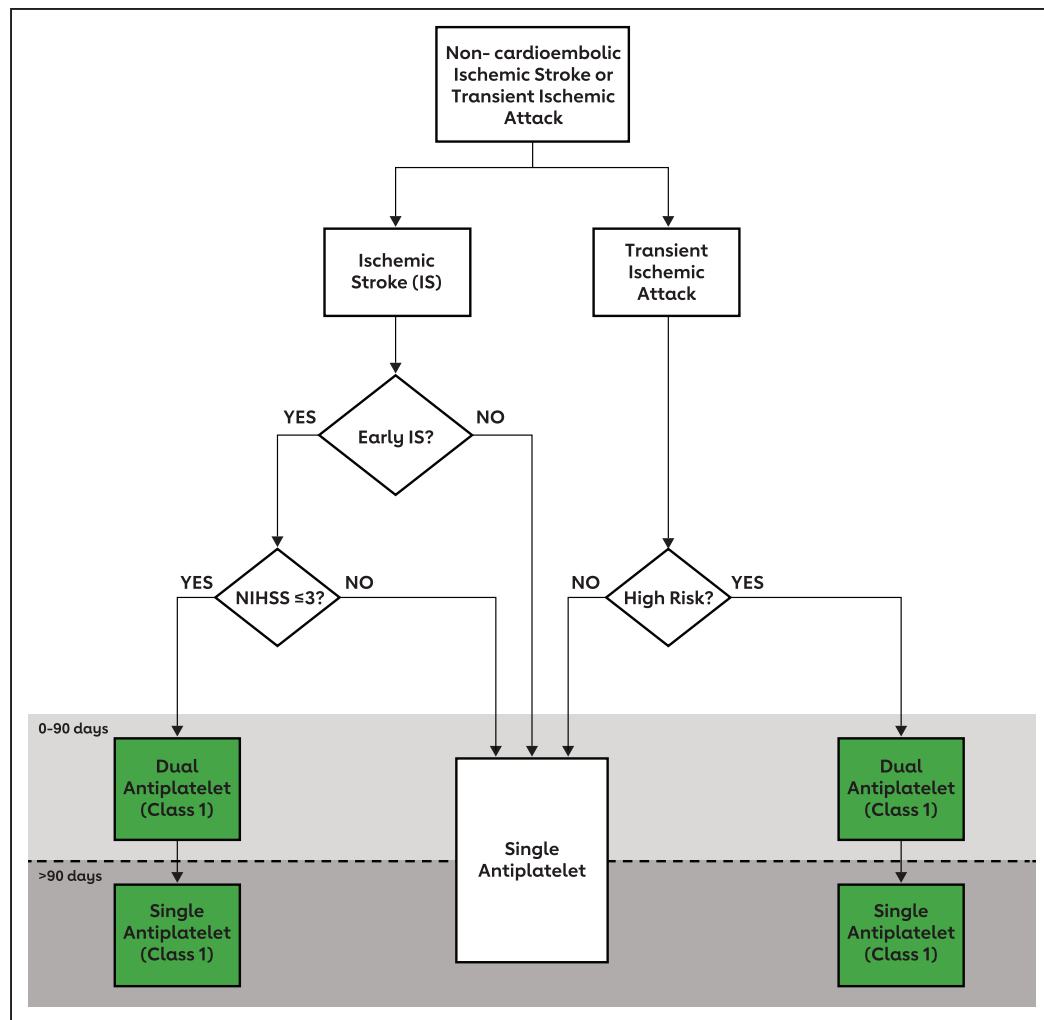 Non- cardioembolic
Ischemic Stroke or
Transient Ischemic
Attack
Ischemic
Stroke (IS)
Transient
Ischemic
Attack
YES
NO
Early IS?
YES
NO
NIHSS ≤3?
NO
YES
High Risk?
0-90 days
Dual
Antiplatelet
(Class 1)
Single
Antiplatelet
Dual
Antiplatelet
(Class 1)
>90 days
Single
Antiplatelet
(Class 1)
Single
Antiplatelet
(Class 1)